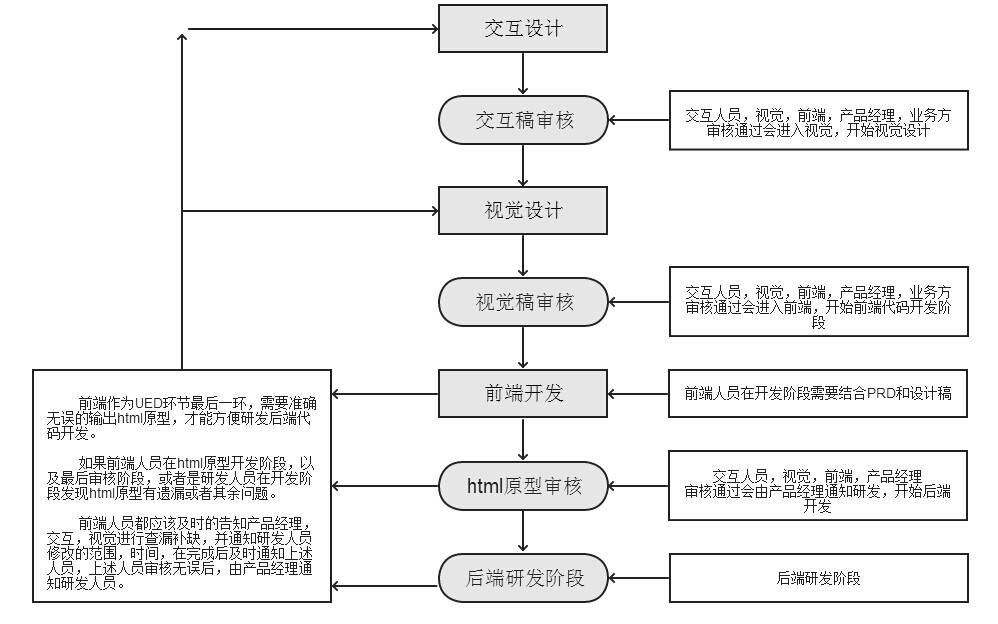 交互设计
交互稿审核
交互人员，视觉，前端，产品经理，业务方
审核通过会进入视觉，开始视觉设计
视觉设计
视觉稿审核
交互人员，视觉，前端，产品经理，业务方
审核通过会进入前端，开始前端代码开发阶
段
前端开发
前端人员在开发阶段需要结合PRD和设计稿
html原型审核
交互人员，视觉，前端，产品经理
审核通过会由产品经理通知研发，开始后端
开发
后端研发阶段
后端研发阶段
前端作为UED环节最后一环，需要准确
无误的输出html原型，才能方便研发后端代
码开发。
如果前端人员在html原型开发阶段，以
及最后审核阶段，或者是研发人员在开发阶
段发现html原型有遗漏或者其余问题。
前端人员都应该及时的告知产品经理，
交互，视觉进行查漏补缺，并通知研发人员
修改的范围，时间，在完成后及时通知上述
人员，上述人员审核无误后，由产品经理通
知研发人员。